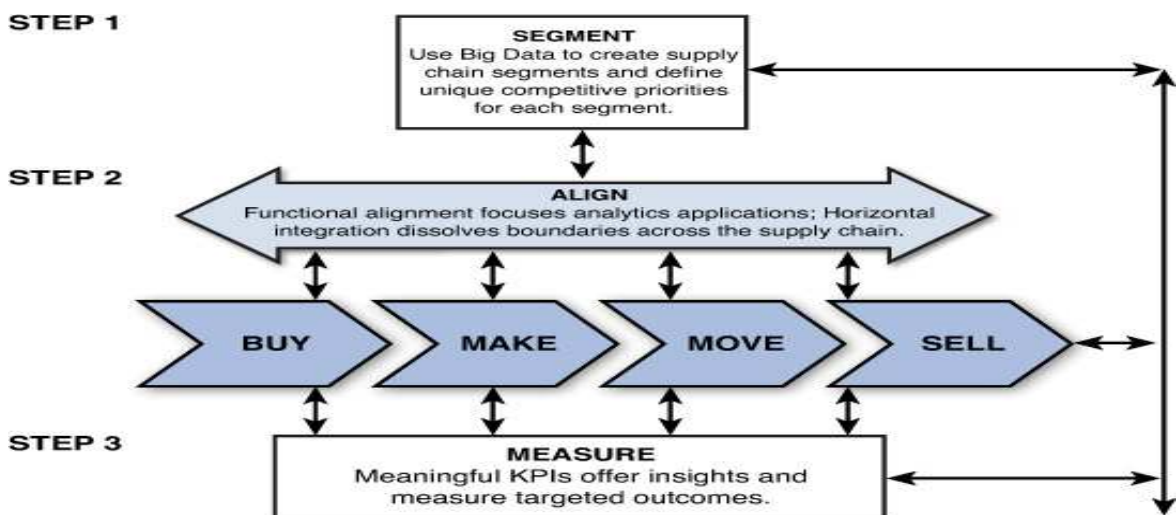 STEP 1
SEGMENT
Use Big Data to create supply
chain segments and define
unique competitive priorities
for each segment.
STEP 2
ALIGN
Functional alignment focuses analytics applications; Horizontal
integration dissolves boundaries across the supply chain.
BUY
MAKE
MOVE
SELL
STEP 3
MEASURE
Meaningful KPIs offer insights and
measure targeted outcomes.